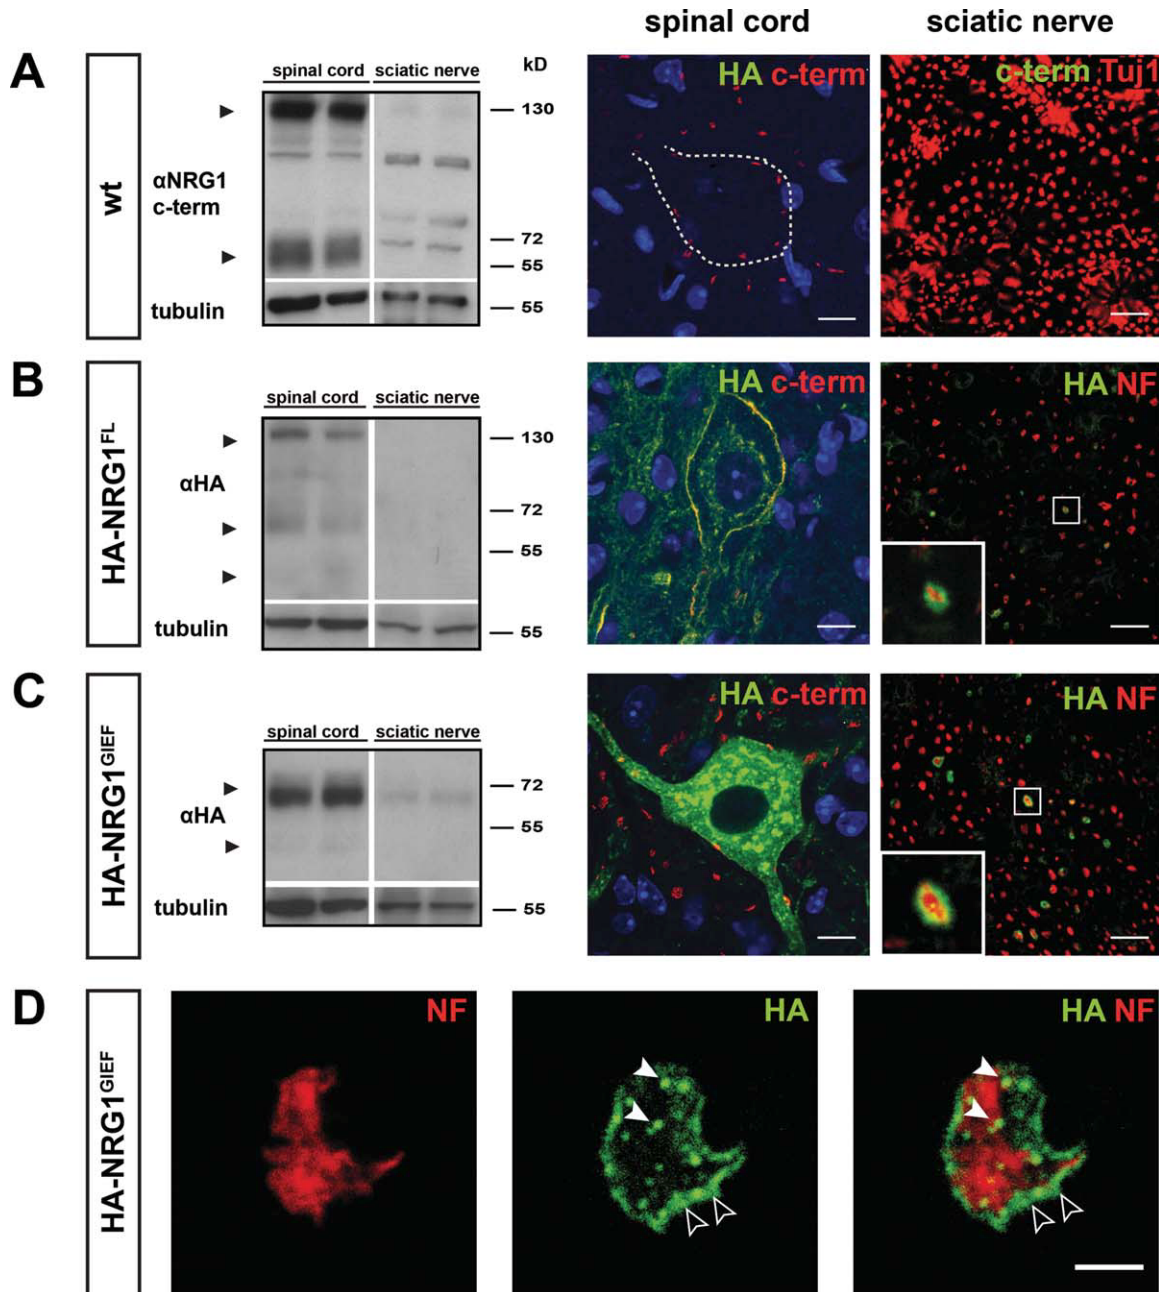 spinal cord sciatic nerve
A
wt
αNRG1
c-term
tubulin
spinal cord sciatic nerve
kD
130
72
55
55
HA c-term
c-term Tuj1
B
HA-NRG1FL
αHA
tubulin
spinal cord sciatic nerve
130
72
55
55
HA c-term
HA NF
C
HA-NRG1GIEF
αHA
tubulin
spinal cord sciatic nerve
72
55
55
HA c-term
HA NF
D
HA-NRG1GIEF
NF
HA
HA NF